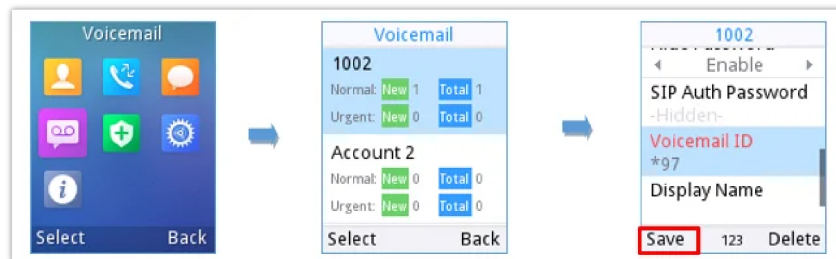 Voicemail
Select Back
Voicemail
1002
Normal: New 1 Total 1
Urgent: New 0 Total 0
Account 2
Normal: New 0 Total 0
Urgent: New 0 Total 0
Select Back
1002
Enable
SIP Auth Password
-Hidden-
Voicemail ID
*97
Display Name
Save 123 Delete